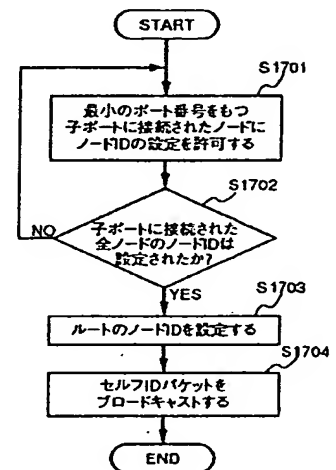 START
S1701
最小のポート番号をもつ
子ポートに接続されたノードに
ノードIDの設定を許可する
S1702
子ポートに接続された
全ノードのノードIDは
設定されたか?
NO
YES
S1703
ルートのノードIDを設定する
S1704
セルフIDパケットを
ブロードキャストする
END